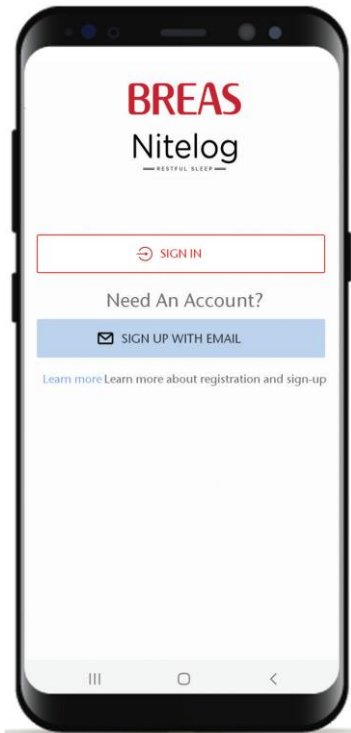 BREAS
Nitelog
RESTFUL SLEEP
SIGN IN
Need An Account?
SIGN UP WITH EMAIL
Learn more Learn more about registration and sign-up